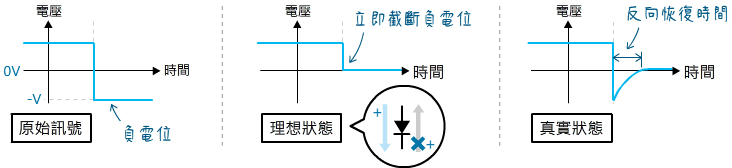 電壓
時間
0V
-V
負電位
原始訊號
電壓
立即截斷負電位
時間
理想狀態
+
+
電壓
反向恢復時間
時間
真實狀態